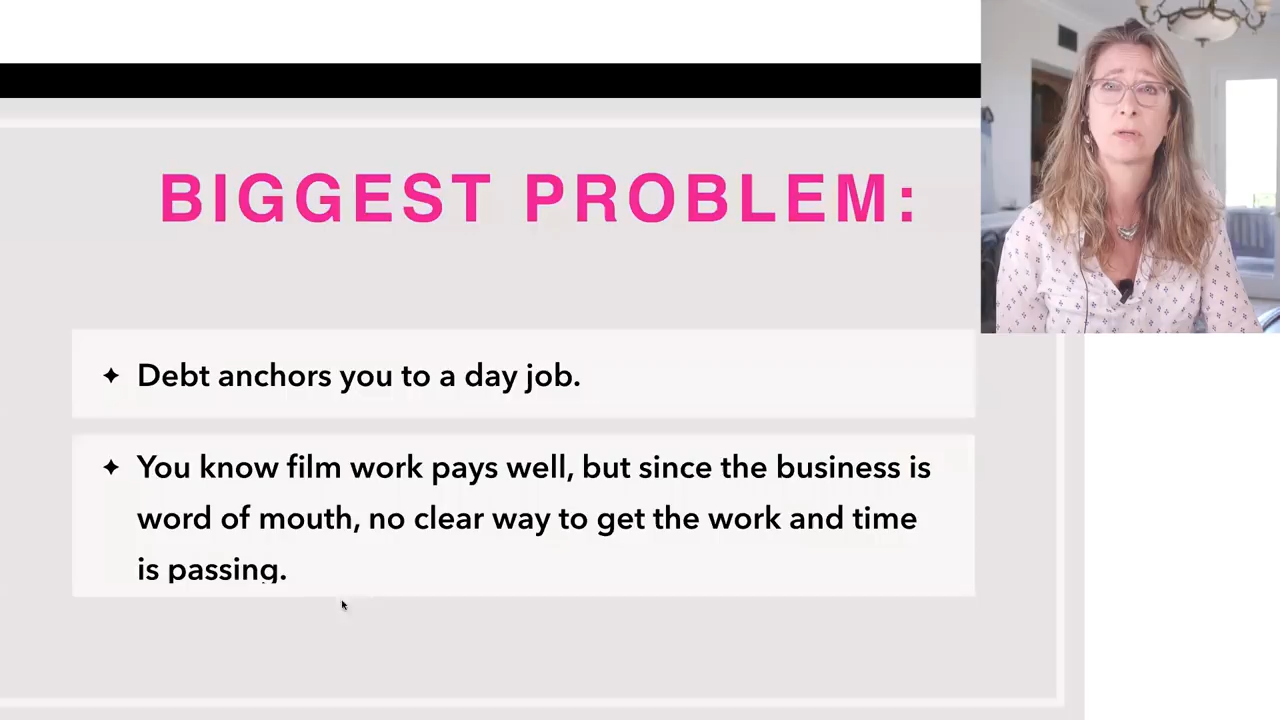 BIGGEST PROBLEM:
✦ Debt anchors you to a day job.
✦ You know film work pays well, but since the business is
word of mouth, no clear way to get the work and time
is passing.